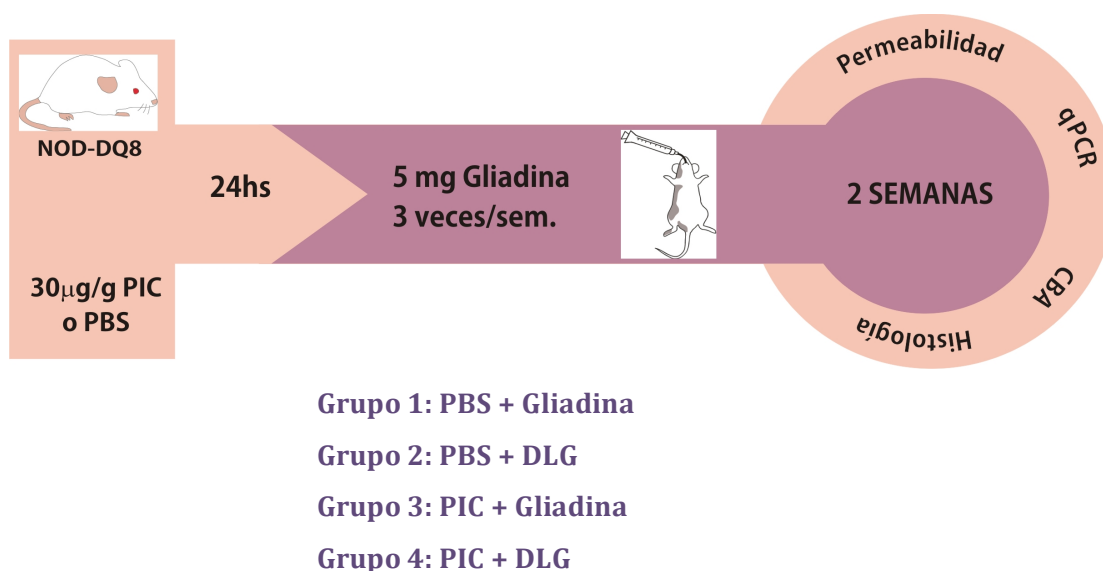 NOD-DQ8
30µg/g PIC
o PBS
24hs
5 mg Gliadina
3 veces/sem.
2 SEMANAS
Permeabilidad
qPCR
CBA
Histología
Grupo 1: PBS + Gliadina
Grupo 2: PBS + DLG
Grupo 3: PIC + Gliadina
Grupo 4: PIC + DLG